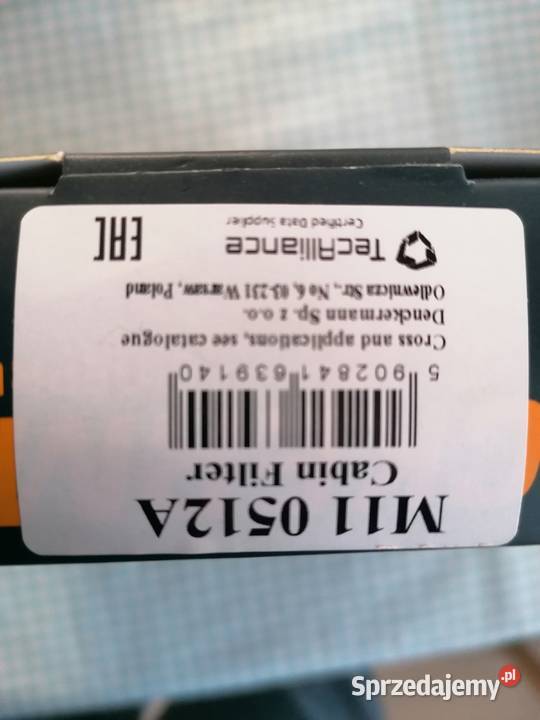 M11 0512A
Cabin Filter
5 902841 639140
Cross and applications, see catalogue
Denckermann Sp. z o.o.
Odlewnicza Str., No 6, 03-231 Warsaw, Poland
TecAlliance
Certified Data Supplier
EAC
Sprzedajemy.pl